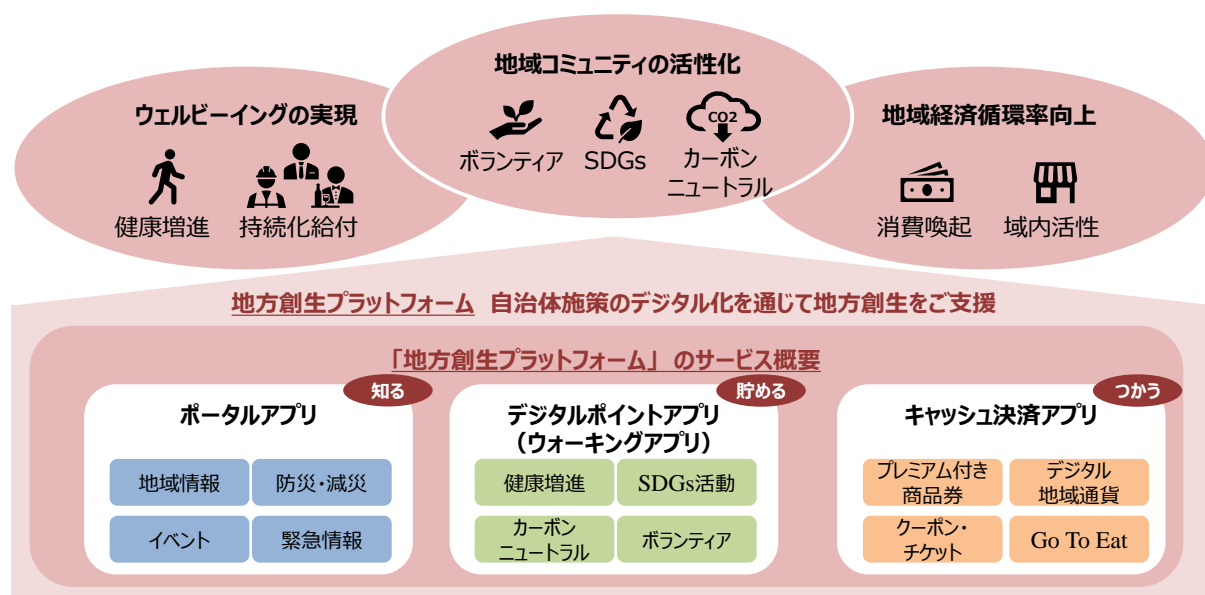 地域コミュニティの活性化
ボランティア
SDGs
CO2
カーボン
ニュートラル
ウェルビーイングの実現
健康増進
持続化給付
地域経済循環率向上
消費喚起
域内活性
地方創生プラットフォーム 自治体施策のデジタル化を通じて地方創生をご支援
「地方創生プラットフォーム」のサービス概要
知る
ポータルアプリ
地域情報
防災・減災
イベント
緊急情報
貯める
デジタルポイントアプリ
（ウォーキングアプリ）
健康増進
SDGs活動
カーボン
ニュートラル
ボランティア
つかう
キャッシュ決済アプリ
プレミアム付き
商品券
デジタル
地域通貨
クーポン・
チケット
Go To Eat